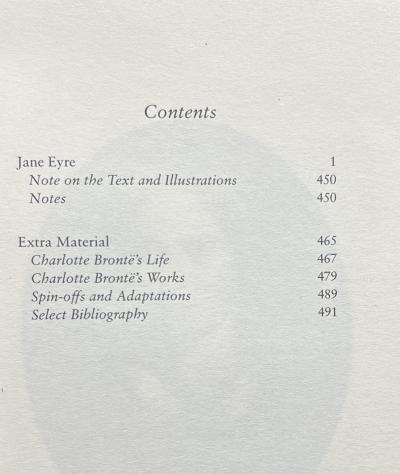 Contents
Jane Eyre 1
Note on the Text and Illustrations 450
Notes 450
Extra Material 465
Charlotte Brontë's Life 467
Charlotte Brontë's Works 479
Spin-offs and Adaptations 489
Select Bibliography 491